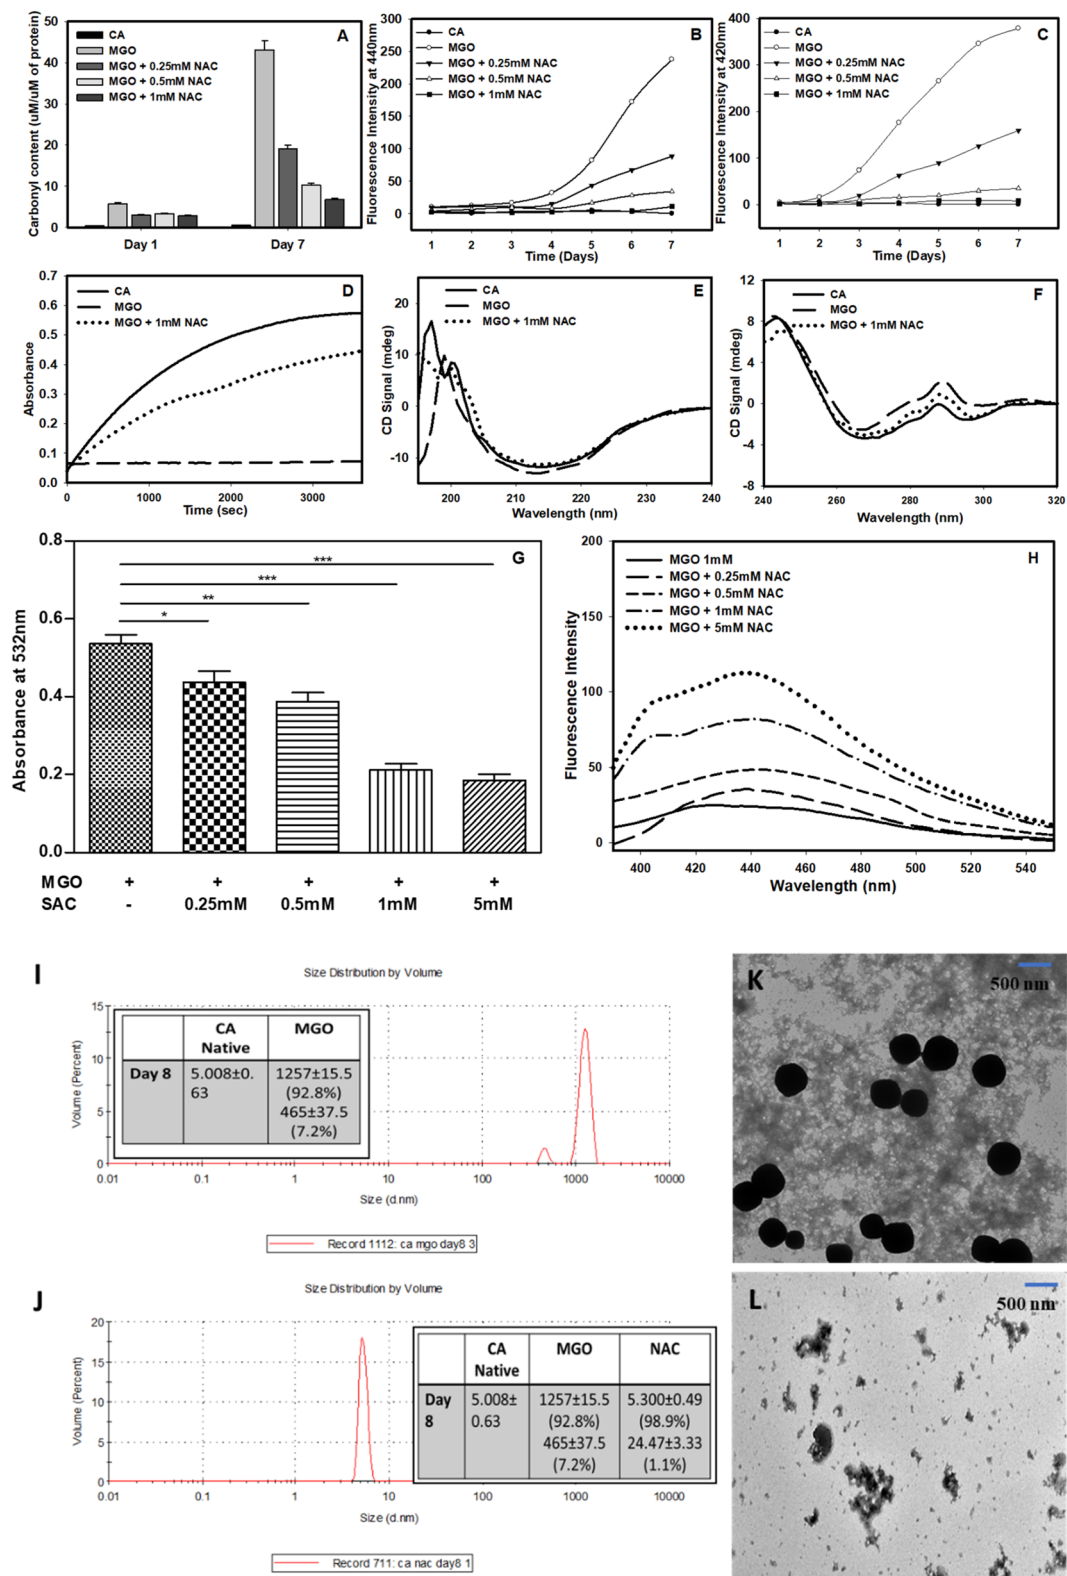 A
CA
MGO
MGO + 0.25mM NAC
MGO + 0.5mM NAC
MGO + 1mM NAC
Carbonyl content (uM/uM of protein)
50
40
30
20
10
0
Day 1
Day 7
B
CA
MGO
MGO + 0.25mM NAC
MGO + 0.5mM NAC
MGO + 1mM NAC
Fluorescence Intensity at 440nm
300
250
200
150
100
50
0
1 2 3 4 5 6 7
Time (Days)
C
CA
MGO
MGO + 0.25mM NAC
MGO + 0.5mM NAC
MGO + 1mM NAC
Fluorescence Intensity at 420nm
400
300
200
100
0
1 2 3 4 5 6 7
Time (Days)
D
CA
MGO
MGO + 1mM NAC
Absorbance
0.7
0.6
0.5
0.4
0.3
0.2
0.1
0.0
0 1000 2000 3000
Time (sec)
E
CA
MGO
MGO + 1mM NAC
CD Signal (mdeg)
20
10
0
-10
200 210 220 230 240
Wavelength (nm)
F
CA
MGO
MGO + 1mM NAC
CD Signal (mdeg)
12
8
4
0
-4
-8
240 260 280 300 320
Wavelength (nm)
G
Absorbance at 532nm
0.8
0.6
0.4
0.2
0.0
***
***
**
*
MGO + + + + +
SAC - 0.25mM 0.5mM 1mM 5mM
H
MGO 1mM
MGO + 0.25mM NAC
MGO + 0.5mM NAC
MGO + 1mM NAC
MGO + 5mM NAC
Fluorescence Intensity
200
150
100
50
0
400 420 440 460 480 500 520 540
Wavelength (nm)
I
Size Distribution by Volume
Volume (Percent)
15
10
5
0
0.01 0.1 1 10 100 1000 10000
Size (d.nm)
CA Native
MGO
Day 8
5.008±0.
63
1257±15.5
(92.8%)
465±37.5
(7.2%)
Record 1112: ca mgo day8 3
J
Size Distribution by Volume
Volume (Percent)
20
15
10
5
0
0.01 0.1 1 10 100 1000 10000
Size (d.nm)
CA Native
MGO
NAC
Day 8
5.008±
0.63
1257±15.5
(92.8%)
465±37.5
(7.2%)
5.300±0.49
(98.9%)
24.47±3.33
(1.1%)
Record 711: ca nac day8 1
K
500 nm
L
500 nm